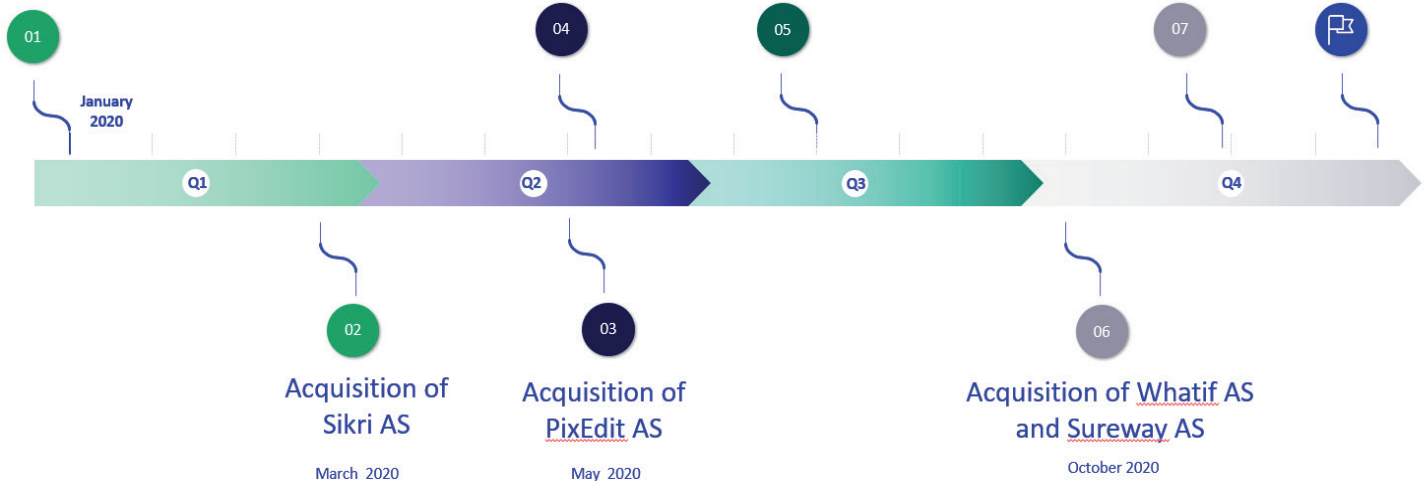 01
04
05
07
January
2020
Q1
Q2
Q3
Q4
02
03
06
Acquisition of
Sikri AS
March 2020
Acquisition of
PixEdit AS
May 2020
Acquisition of Whatif AS
and Sureway AS
October 2020